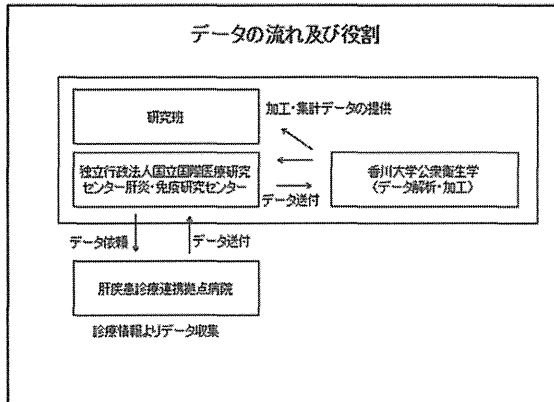 データの流れ及び役割
研究班
加工・集計データの提供
独立行政法人国立国際医療研究
センター肝炎・免疫研究センター
香川大学公衆衛生学
(データ解析・加工)
データ送付
データ依頼
データ送付
肝疾患診療連携拠点病院
診療情報よりデータ収集